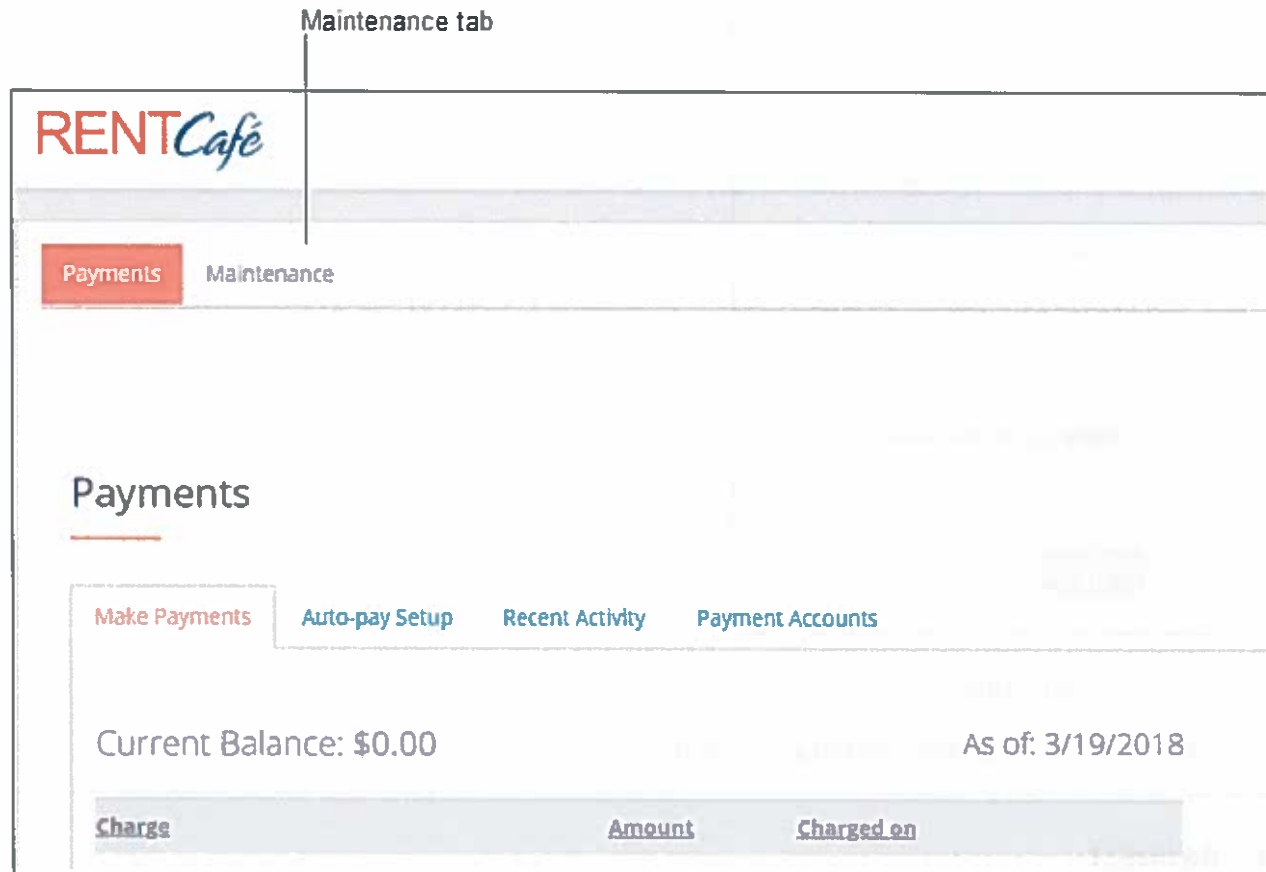 Maintenance tab
RENTCafé
Payments Maintenance
Payments
Make Payments Auto-pay Setup Recent Activity Payment Accounts
Current Balance: $0.00 As of: 3/19/2018
Charge Amount Charged on